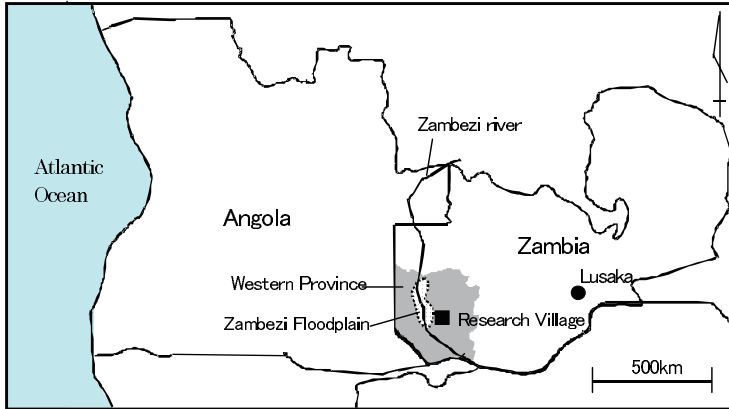 Zambezi river
Atlantic
Ocean
Angola
Zambia
Western Province
Lusaka
Zambezi Floodplain
Research Village
500km